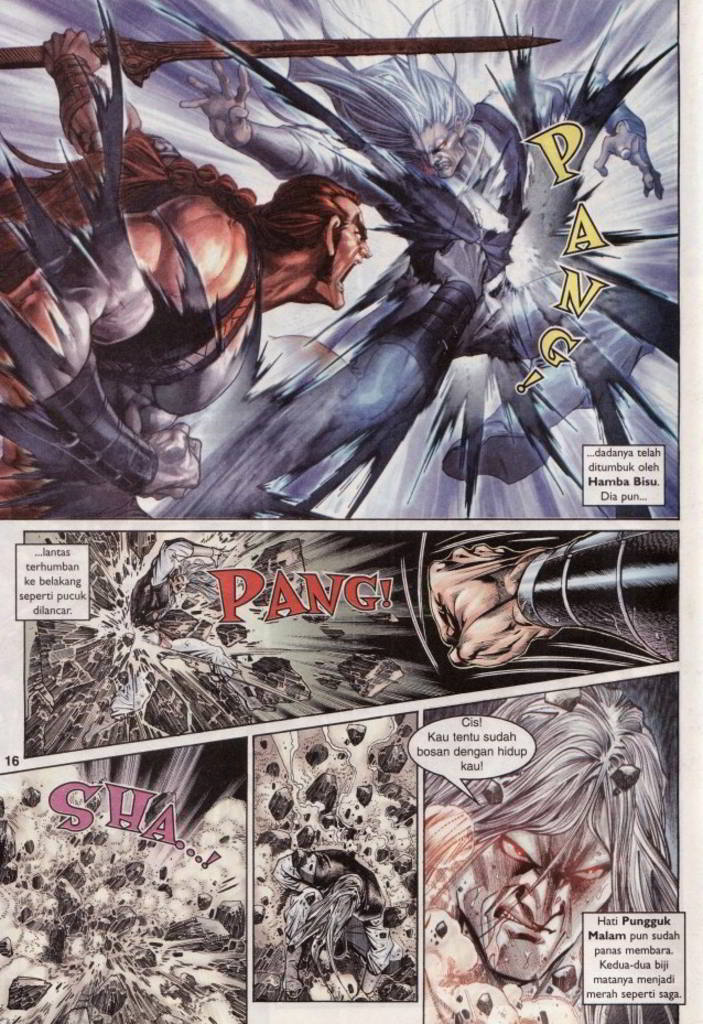 PANG!
...dadanya telah
ditumbuk oleh
Hamba Bisu.
Dia pun...
...lantas
terhumban
ke belakang
seperti pucuk
dilancar.
PANG!
16
SHA...!
Cis!
Kau tentu sudah
bosan dengan hidup
kau!
Hati Pungguk
Malam pun sudah
panas membara.
Kedua-dua biji
matanya menjadi
merah seperti saga.